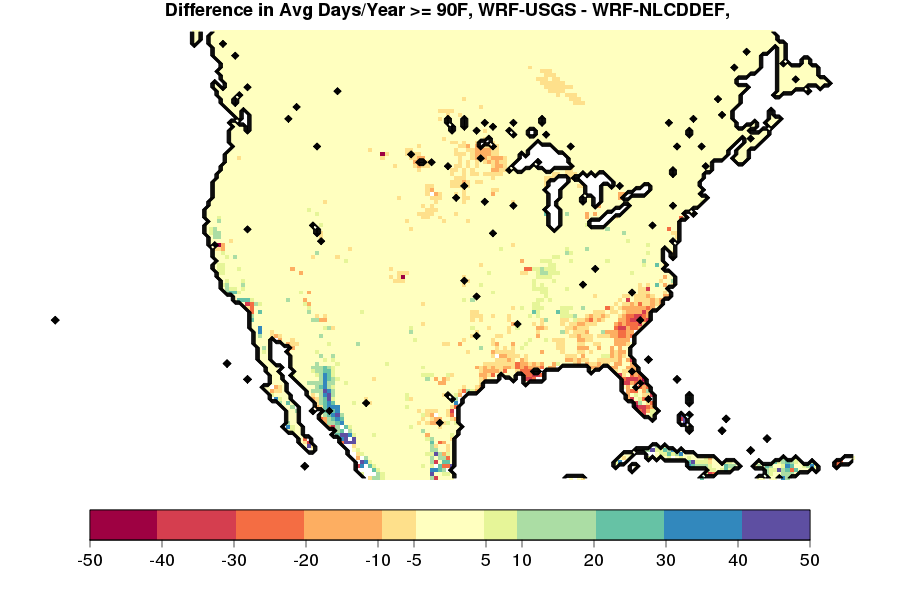 Difference in Avg Days/Year >= 90F, WRF-USGS - WRF-NLCDDEF,
-50 -40 -30 -20 -10 -5 5 10 20 30 40 50